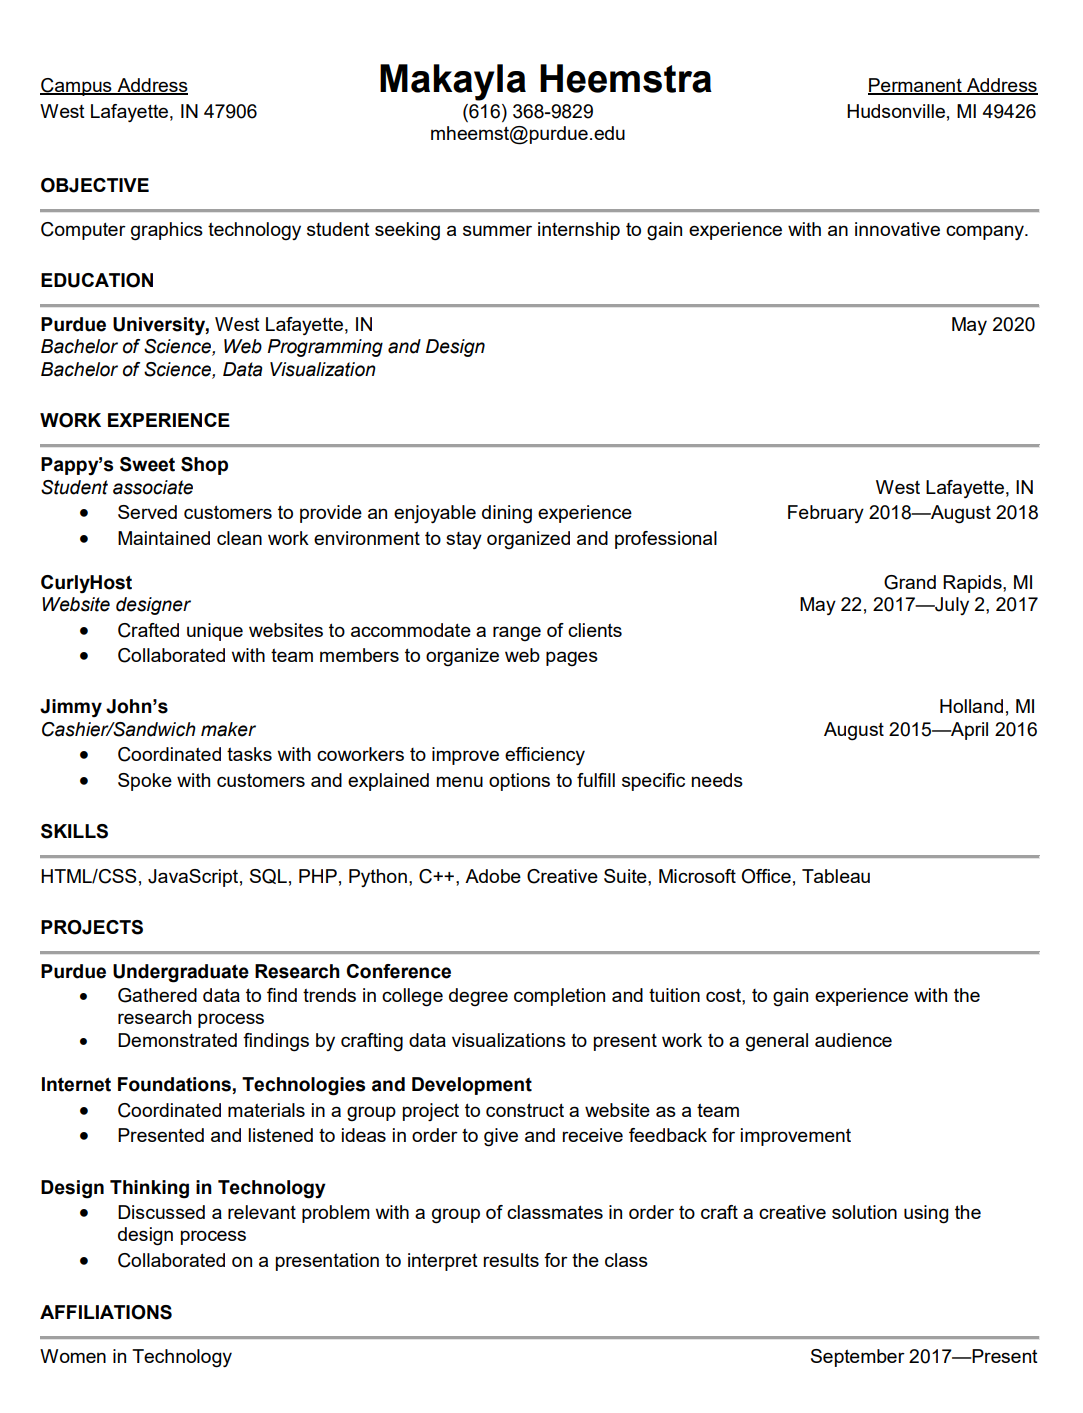 Makayla Heemstra
Campus Address Permanent Address
West Lafayette, IN 47906 (616) 368-9829 Hudsonville, MI 49426
mheemst@purdue.edu
OBJECTIVE
Computer graphics technology student seeking a summer internship to gain experience with an innovative company.
EDUCATION
Purdue University, West Lafayette, IN May 2020
Bachelor of Science, Web Programming and Design
Bachelor of Science, Data Visualization
WORK EXPERIENCE
Pappy’s Sweet Shop
Student associate West Lafayette, IN
• Served customers to provide an enjoyable dining experience February 2018—August 2018
• Maintained clean work environment to stay organized and professional
CurlyHost Grand Rapids, MI
Website designer May 22, 2017—July 2, 2017
• Crafted unique websites to accommodate a range of clients
• Collaborated with team members to organize web pages
Jimmy John’s Holland, MI
Cashier/Sandwich maker August 2015—April 2016
• Coordinated tasks with coworkers to improve efficiency
• Spoke with customers and explained menu options to fulfill specific needs
SKILLS
HTML/CSS, JavaScript, SQL, PHP, Python, C++, Adobe Creative Suite, Microsoft Office, Tableau
PROJECTS
Purdue Undergraduate Research Conference
• Gathered data to find trends in college degree completion and tuition cost, to gain experience with the
research process
• Demonstrated findings by crafting data visualizations to present work to a general audience
Internet Foundations, Technologies and Development
• Coordinated materials in a group project to construct a website as a team
• Presented and listened to ideas in order to give and receive feedback for improvement
Design Thinking in Technology
• Discussed a relevant problem with a group of classmates in order to craft a creative solution using the
design process
• Collaborated on a presentation to interpret results for the class
AFFILIATIONS
Women in Technology September 2017—Present